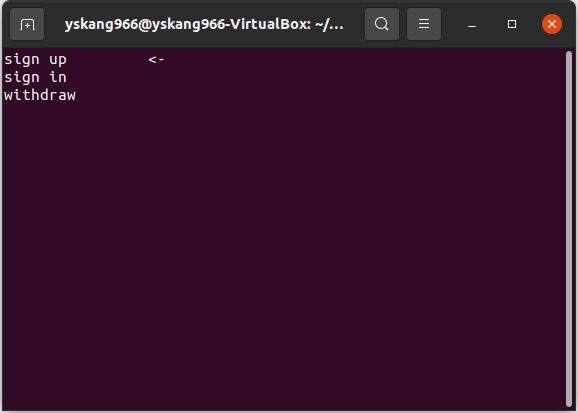 yskang966@yskang966-VirtualBox: ~/...
sign up <-
sign in
withdraw